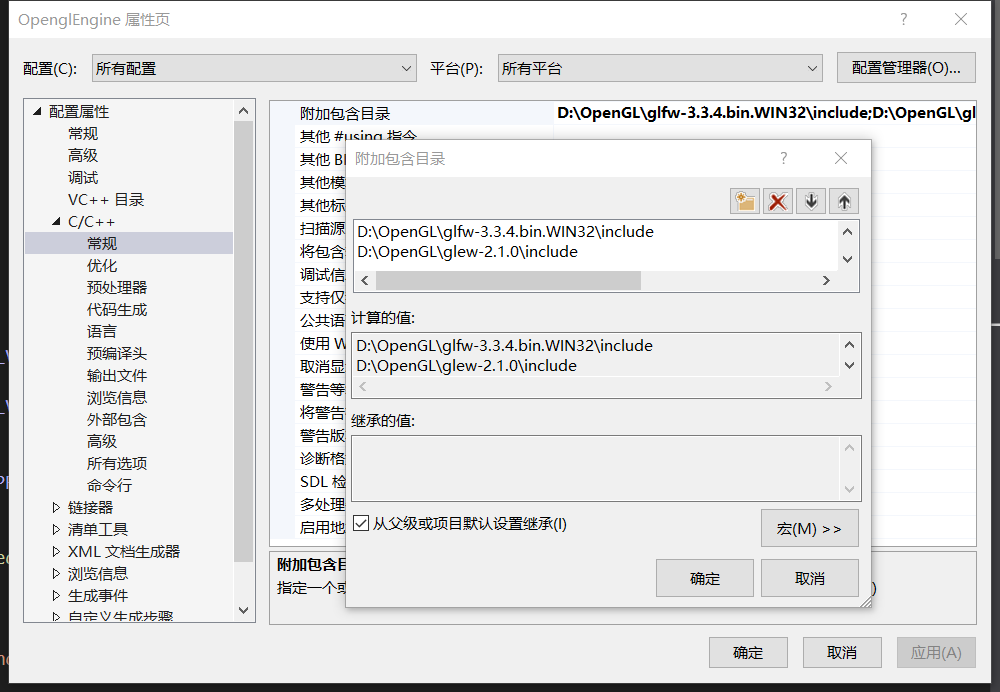 OpenglEngine 属性页
配置(C):
所有配置
平台(P):
所有平台
配置管理器(O)...
配置属性
常规
高级
调试
VC++ 目录
C/C++
常规
优化
预处理器
代码生成
语言
预编译头
输出文件
浏览信息
外部包含
高级
所有选项
命令行
链接器
清单工具
XML 文档生成器
浏览信息
生成事件
自定义生成步骤
附加包含目录
D:\OpenGL\glfw-3.3.4.bin.WIN32\include;D:\OpenGL\gl
其他 #using 指令
其他
其他模
其他标
扫描源
将包含
调试信
支持仅
公共语
使用
取消显
警告等
将警告
警告版
诊断格
SDL 检
多处理
启用地
附加包含目录
D:\OpenGL\glfw-3.3.4.bin.WIN32\include
D:\OpenGL\glew-2.1.0\include
计算的值:
D:\OpenGL\glfw-3.3.4.bin.WIN32\include
D:\OpenGL\glew-2.1.0\include
继承的值:
从父级或项目默认设置继承(I)
宏(M) >>
确定
取消
附加包含目
指定一个或
确定
取消
应用(A)